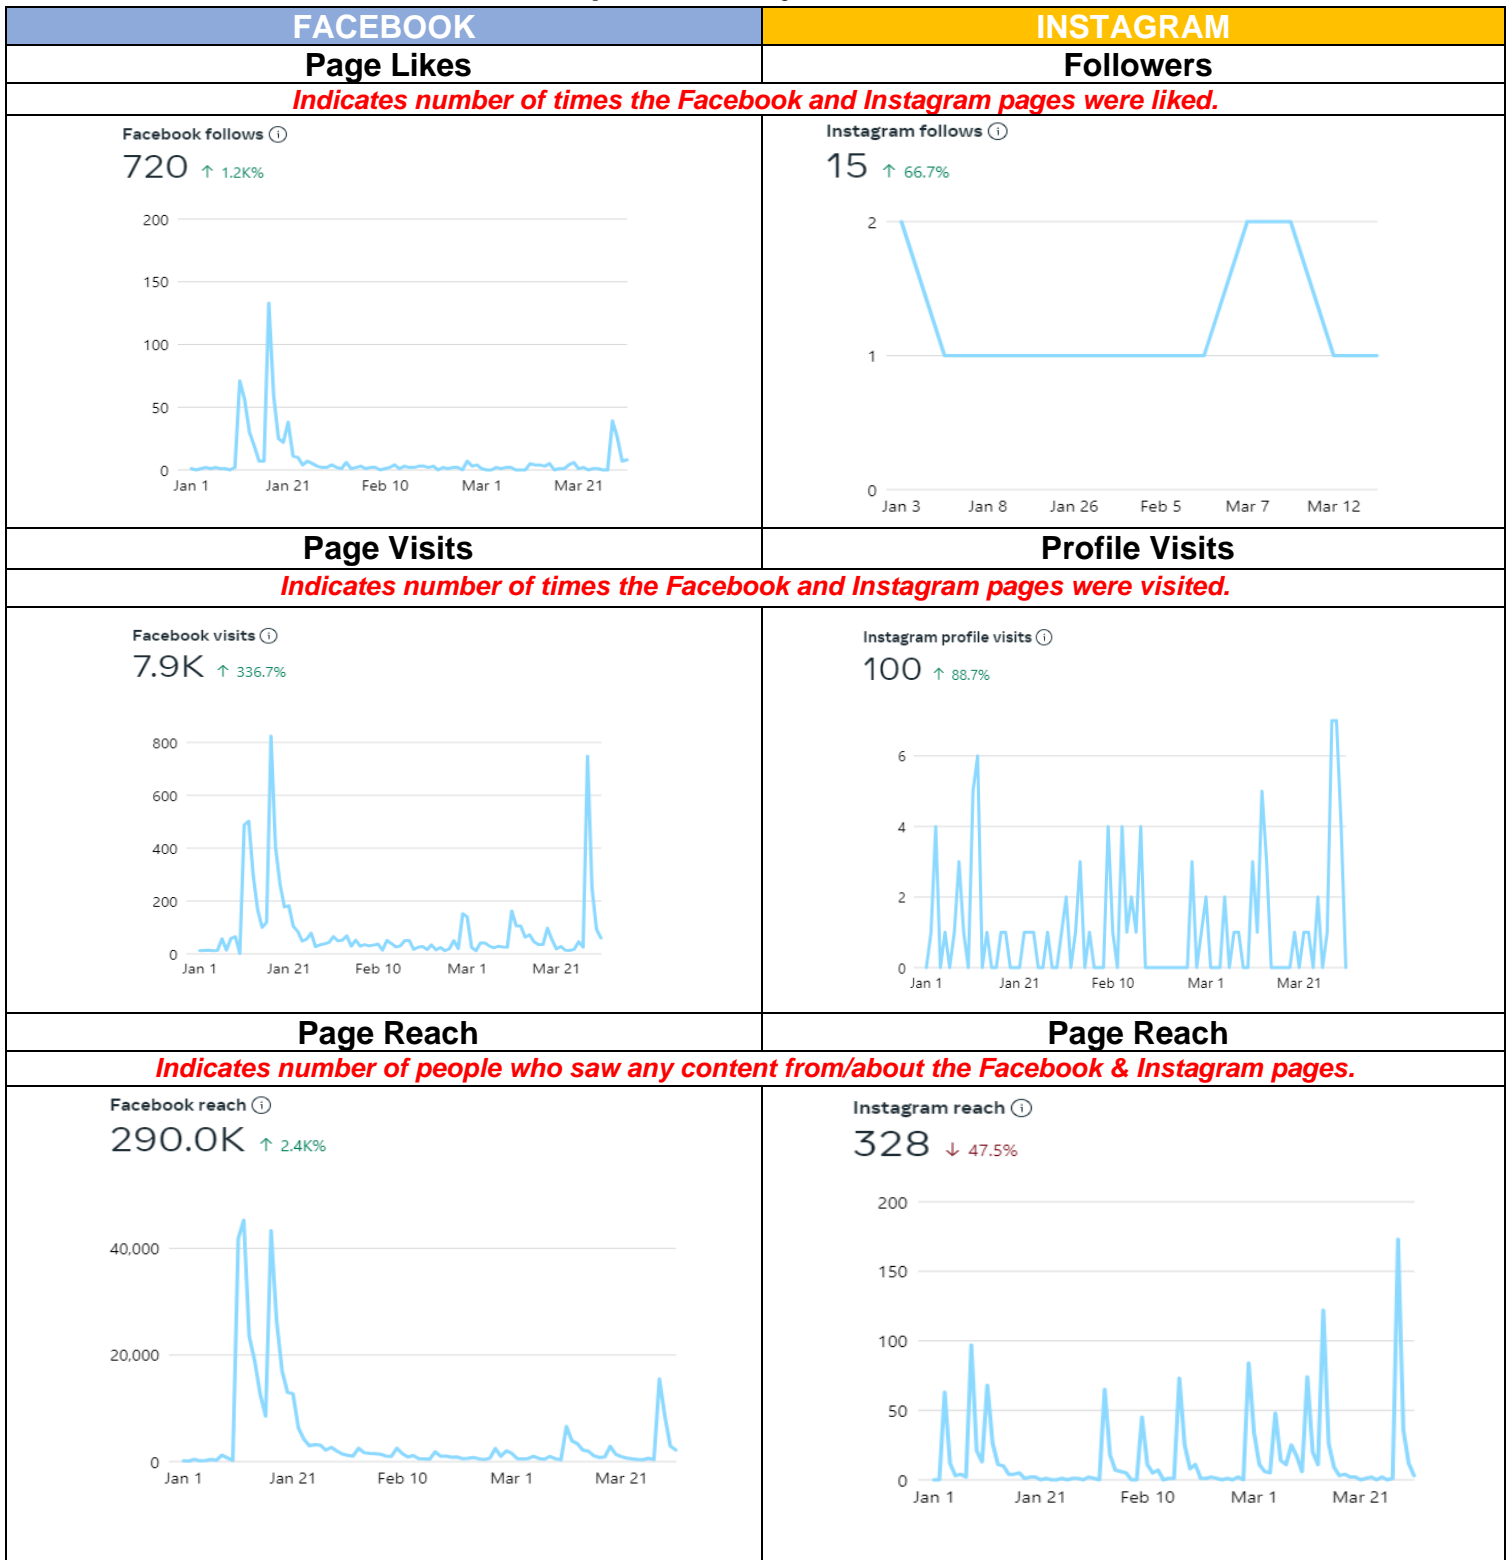 FACEBOOK INSTAGRAM
Page Likes Followers
Indicates number of times the Facebook and Instagram pages were liked.
Facebook follows
720 ↑ 1.2K%
200
150
100
50
0
Jan 1 Jan 21 Feb 10 Mar 1 Mar 21
Instagram follows
15 ↑ 66.7%
2
1
0
Jan 3 Jan 8 Jan 26 Feb 5 Mar 7 Mar 12
Page Visits Profile Visits
Indicates number of times the Facebook and Instagram pages were visited.
Facebook visits
7.9K ↑ 336.7%
800
600
400
200
0
Jan 1 Jan 21 Feb 10 Mar 1 Mar 21
Instagram profile visits
100 ↑ 88.7%
6
4
2
0
Jan 1 Jan 21 Feb 10 Mar 1 Mar 21
Page Reach Page Reach
Indicates number of people who saw any content from/about the Facebook & Instagram pages.
Facebook reach
290.0K ↑ 2.4K%
40,000
20,000
0
Jan 1 Jan 21 Feb 10 Mar 1 Mar 21
Instagram reach
328 ↓ 47.5%
200
150
100
50
0
Jan 1 Jan 21 Feb 10 Mar 1 Mar 21